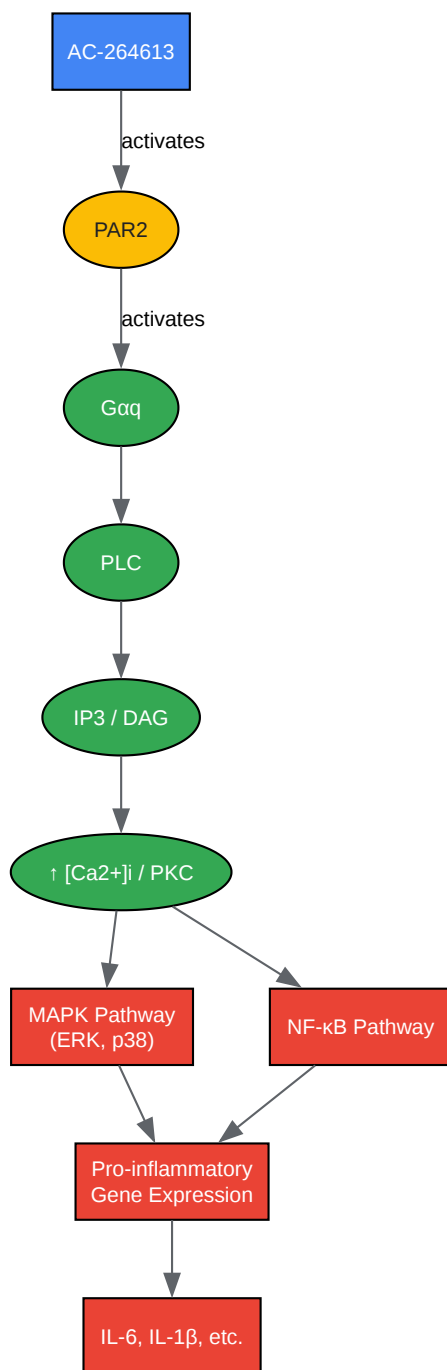 AC-264613
activates
PAR2
activates
Gαq
PLC
IP3 / DAG
↑ [Ca2+]i / PKC
MAPK Pathway
(ERK, p38)
NF-κB Pathway
Pro-inflammatory
Gene Expression
IL-6, IL-1β, etc.